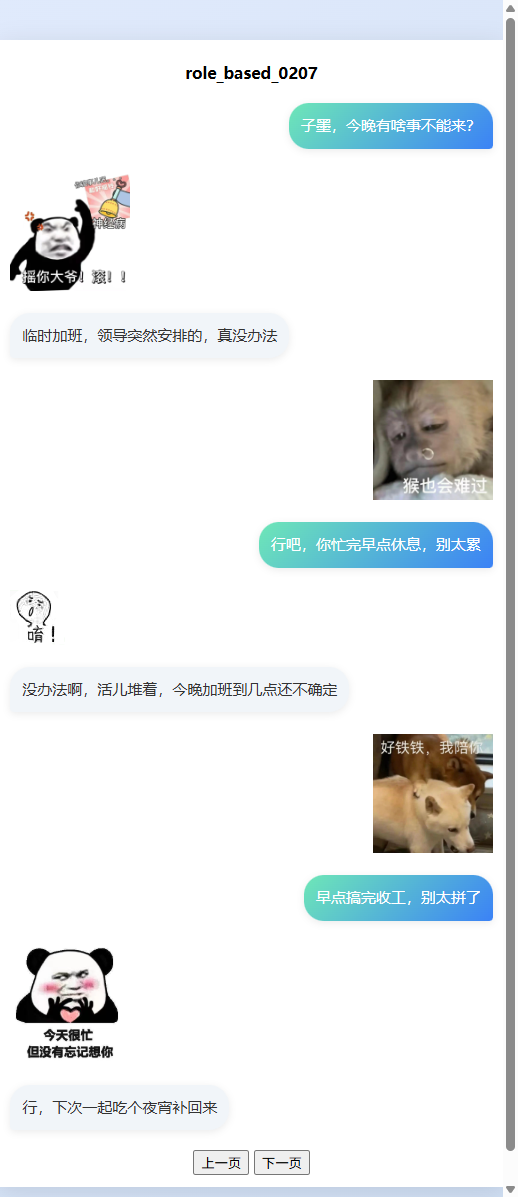 role_based_0207
子墨，今晚有啥事不能来？
神经病
摇你大爷！滚！！
临时加班，领导突然安排的，真没办法
猴也会难过
行吧，你忙完早点休息，别太累
唷！
没办法啊，活儿堆着，今晚加班到几点还不确定
好铁铁，我陪你
早点搞完收工，别太拼了
今天很忙
但没有忘记想你
行，下次一起吃个夜宵补回来
上一页 下一页